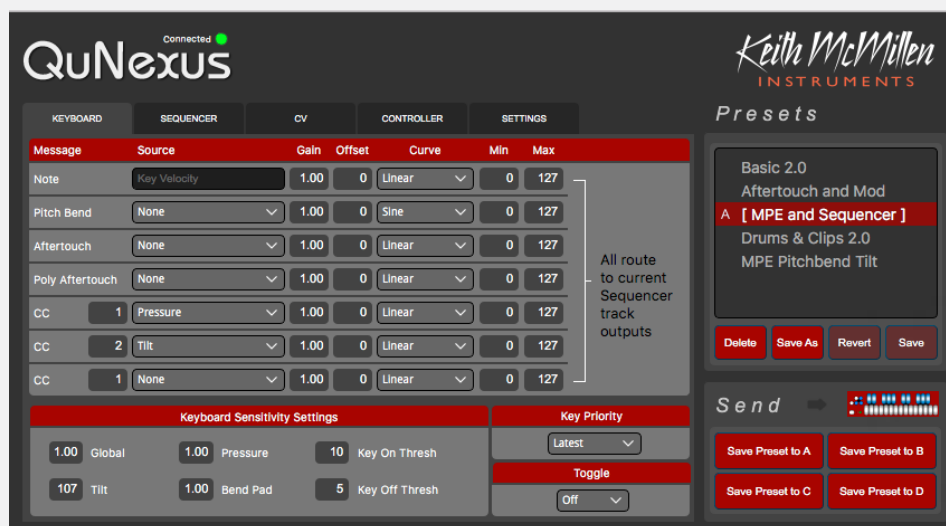 Connected
QuNexus
Keith McMillen
INSTRUMENTS
KEYBOARD SEQUENCER CV CONTROLLER SETTINGS
Message Source Gain Offset Curve Min Max
Note Key Velocity 1.00 0 Linear 0 127
Pitch Bend None 1.00 0 Sine 0 127
Aftertouch None 1.00 0 Linear 0 127
Poly Aftertouch None 1.00 0 Linear 0 127
CC 1 Pressure 1.00 0 Linear 0 127
CC 2 Tilt 1.00 0 Linear 0 127
CC 1 None 1.00 0 Linear 0 127
All route
to current
Sequencer
track
outputs
Keyboard Sensitivity Settings
1.00 Global 1.00 Pressure 10 Key On Thresh
107 Tilt 1.00 Bend Pad 5 Key Off Thresh
Key Priority
Latest
Toggle
Off
Presets
Basic 2.0
Aftertouch and Mod
A [ MPE and Sequencer ]
Drums & Clips 2.0
MPE Pitchbend Tilt
Delete Save As Revert Save
Send
Save Preset to A Save Preset to B
Save Preset to C Save Preset to D